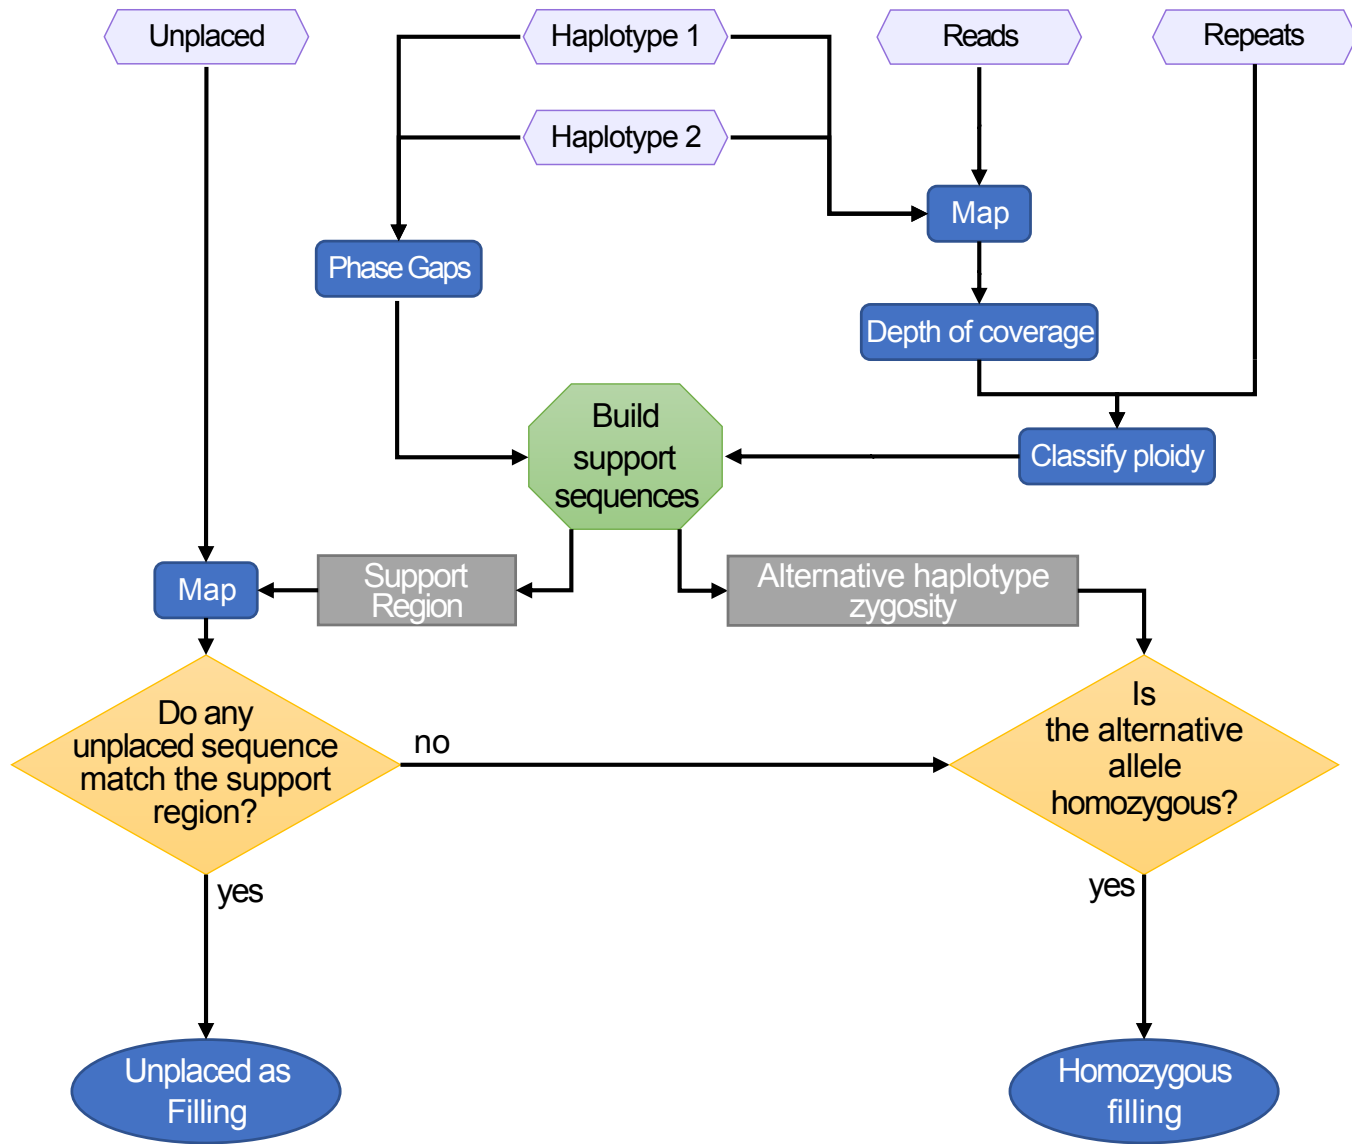 Unplaced
Haplotype 1
Reads
Repeats
Haplotype 2
Map
Phase Gaps
Depth of coverage
Build
support
sequences
Classify ploidy
Map
Support
Region
Alternative haplotype
zygosity
Do any
unplaced sequence
match the support
region?
no
Is
the alternative
allele
homozygous?
yes
yes
Unplaced as
Filling
Homozygous
filling